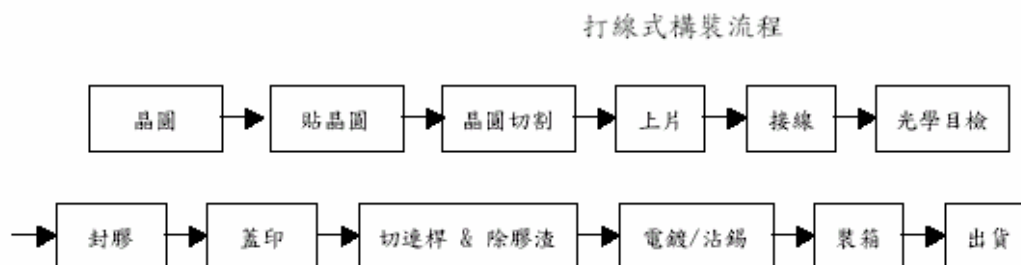 打線式構裝流程
晶圓 貼晶圓 晶圓切割 上片 接線 光學目檢
封膠 蓋印 切連桿 & 除膠渣 電鍍/沾錫 裝箱 出貨